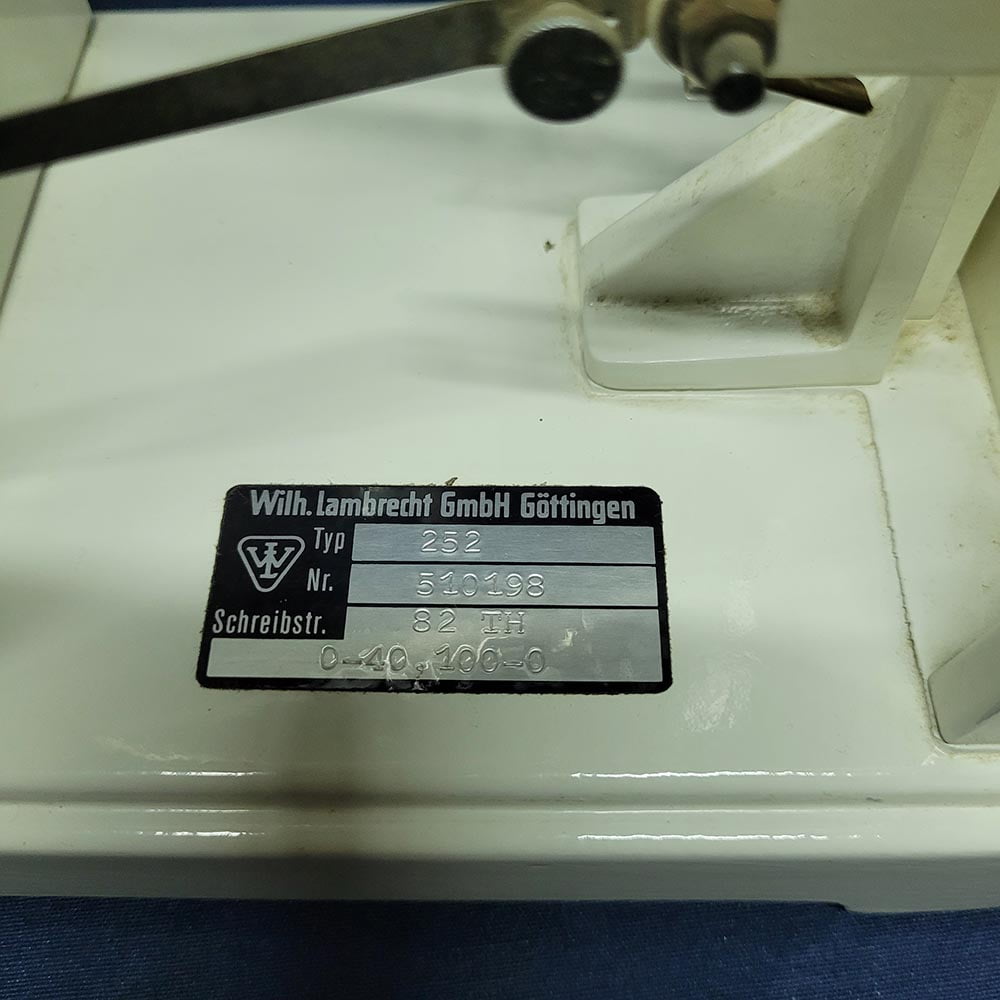 Wilh. Lambrecht GmbH Göttingen
Typ 252
Nr. 510198
Schreibstr. 82 TH
0-40,100-0